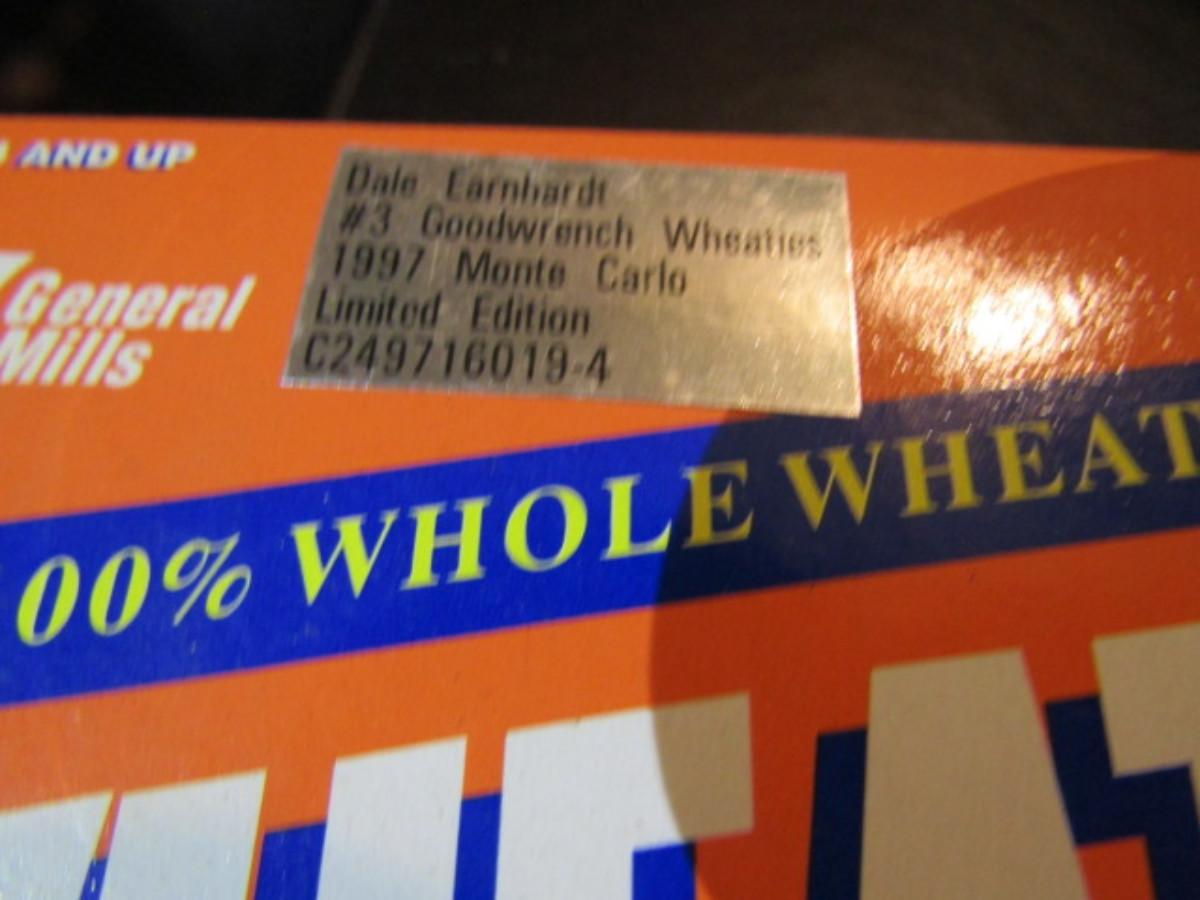 AND UP
General
Mills
Dale Earnhardt
#3 Goodwrench Wheaties
1997 Monte Carlo
Limited Edition
C249716019-4
00% WHOLE WHEAT